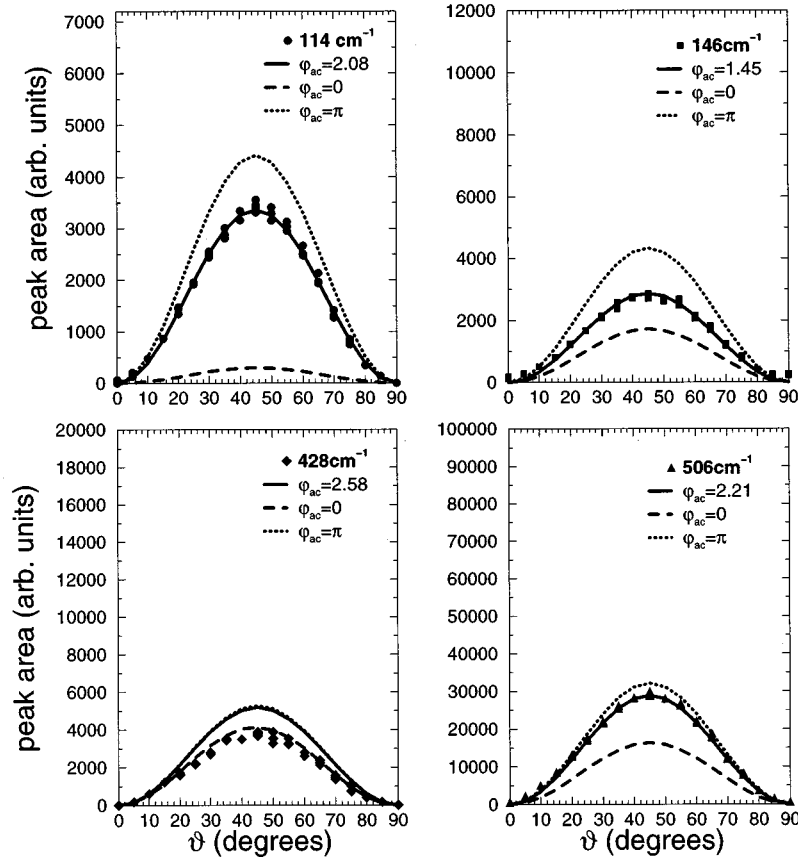 7000
6000
5000
4000
3000
2000
1000
0
peak area (arb. units)
114 cm⁻¹
φac=2.08
φac=0
φac=π
0 10 20 30 40 50 60 70 80 90
12000
10000
8000
6000
4000
2000
0
146cm⁻¹
φac=1.45
φac=0
φac=π
0 10 20 30 40 50 60 70 80 90
20000
18000
16000
14000
12000
10000
8000
6000
4000
2000
0
peak area (arb. units)
428cm⁻¹
φac=2.58
φac=0
φac=π
0 10 20 30 40 50 60 70 80 90
ϑ (degrees)
100000
90000
80000
70000
60000
50000
40000
30000
20000
10000
0
506cm⁻¹
φac=2.21
φac=0
φac=π
0 10 20 30 40 50 60 70 80 90
ϑ (degrees)